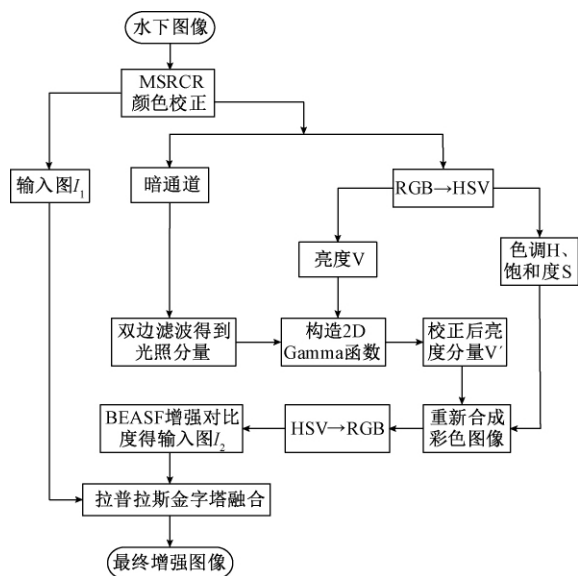 水下图像
MSRCR
颜色校正
输入图I₁
暗通道
RGB→HSV
亮度V
色调H、
饱和度S
双边滤波得到
光照分量
构造2D
Gamma函数
校正后亮
度分量V′
BEASF增强对比
度得输入图I₂
HSV→RGB
重新合成
彩色图像
拉普拉斯金字塔融合
最终增强图像